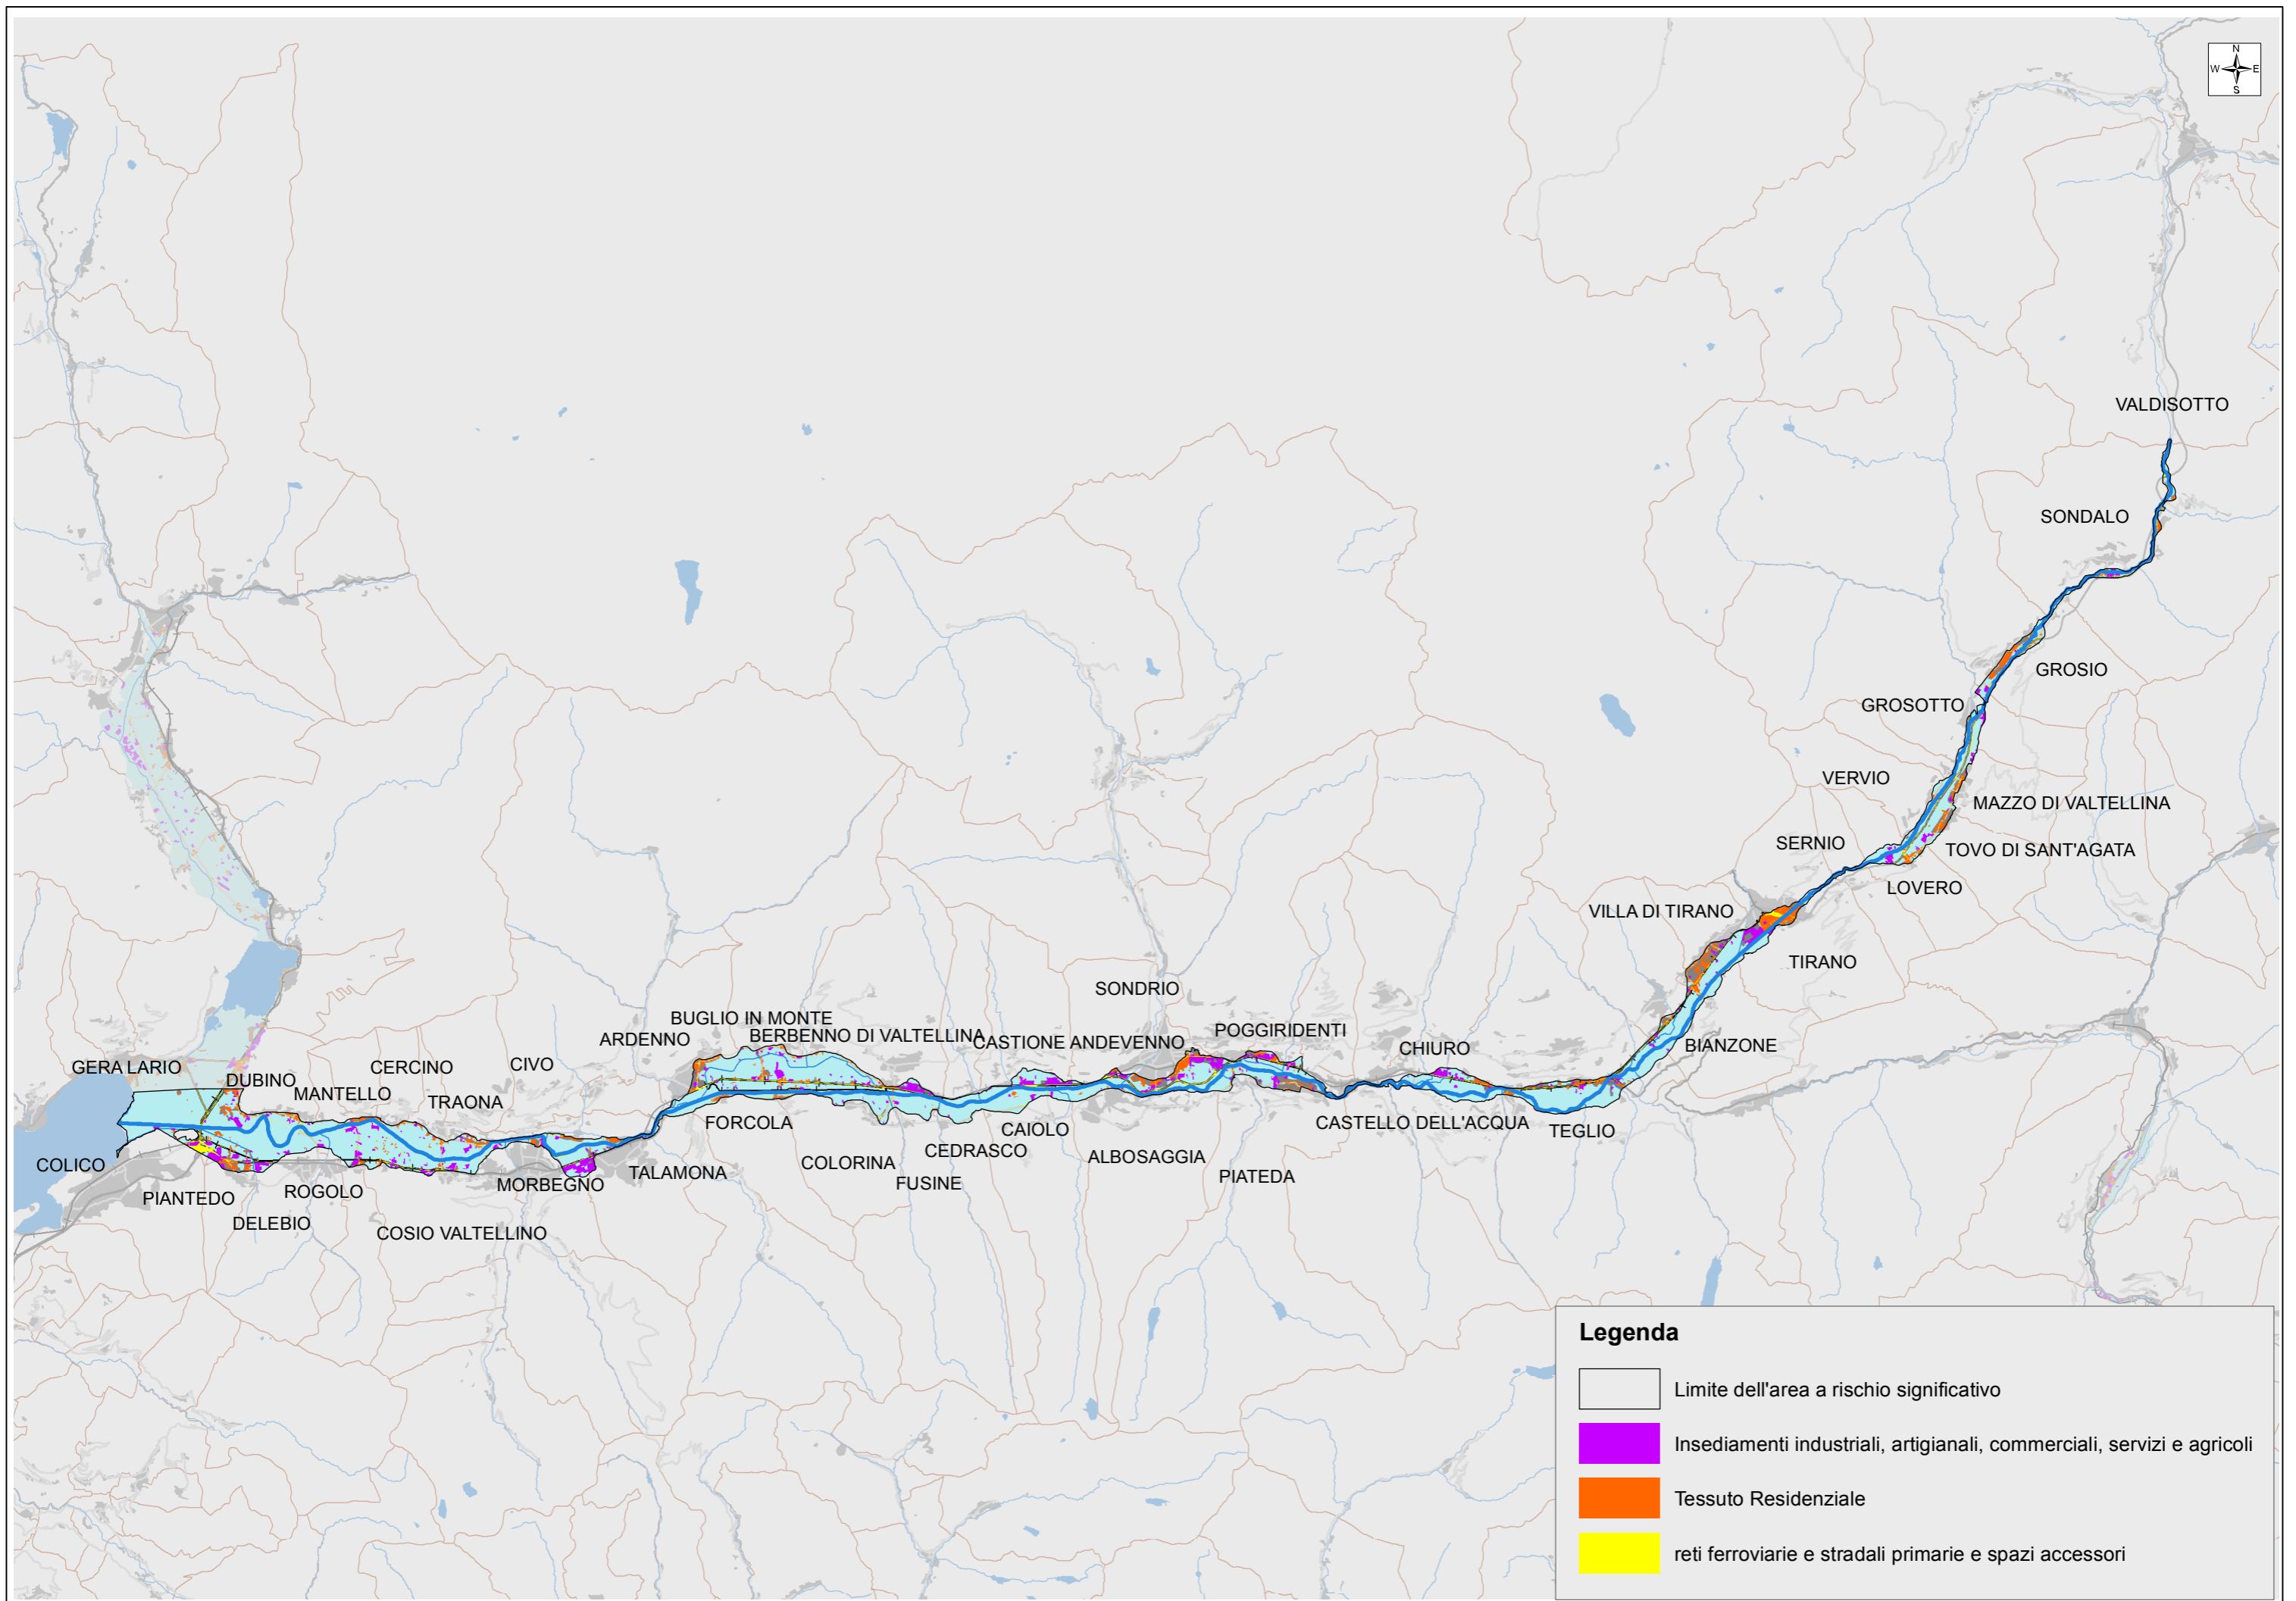 N
W E
S
VALDISOTTO
SONDALO
GROSIO
GROSOTTO
VERVIO
MAZZO DI VALTELLINA
SERNIO
TOVO DI SANT'AGATA
LOVERO
VILLA DI TIRANO
TIRANO
SONDRIO
BUGLIO IN MONTE
POGGIRIDENTI
ARDENNO
BERBENNO DI VALTELLINA
CASTIONE ANDEVENNO
BIANZONE
CHIURO
GERA LARIO
CERCINO
CIVO
DUBINO
MANTELLO
TRAONA
FORCOLA
CASTELLO DELL'ACQUA
CAIOLO
TEGLIO
CEDRASCO
ALBOSAGGIA
COLICO
COLORINA
TALAMONA
PIATEDA
MORBEGNO
FUSINE
ROGOLO
PIANTEDO
DELEBIO
COSIO VALTELLINO
Legenda
Limite dell'area a rischio significativo
Insediamenti industriali, artigianali, commerciali, servizi e agricoli
Tessuto Residenziale
reti ferroviarie e stradali primarie e spazi accessori